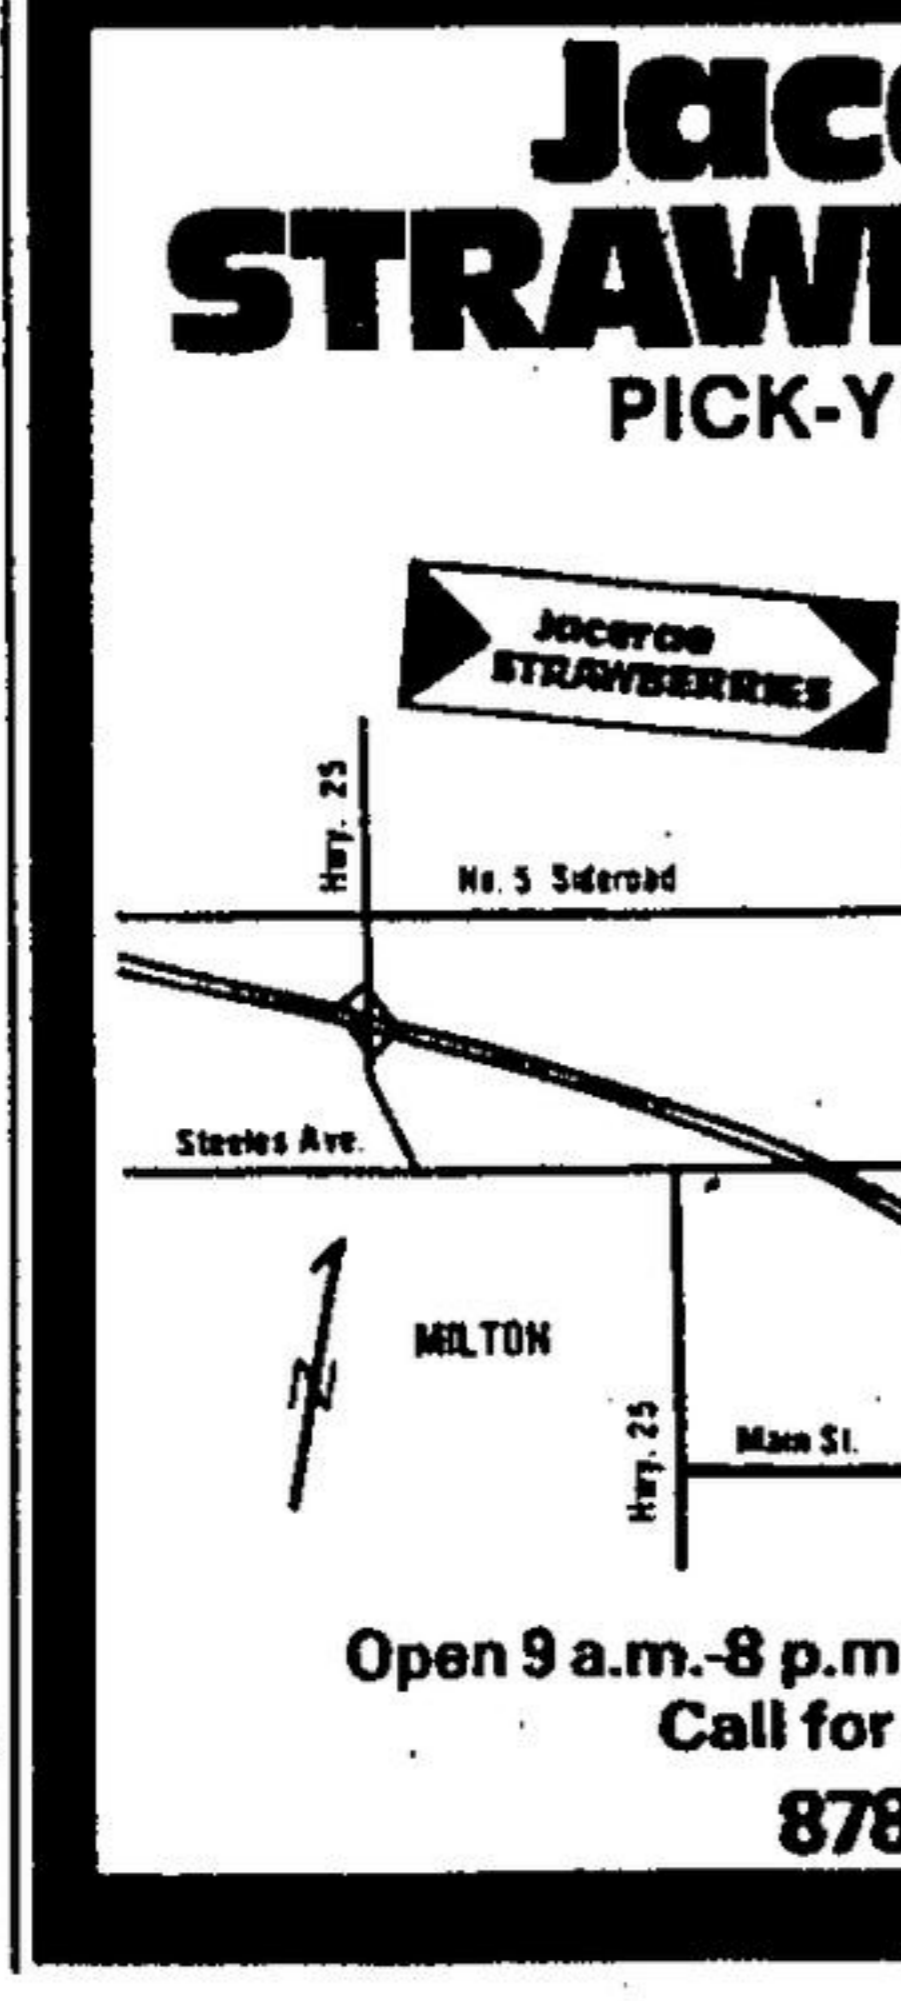 Jac
STRAW
PICK-Y
STRAWBERRIES
Hwy. 25
No. 5 Sideroad
Steeles Ave.
N
MILTON
Hwy. 25
Main St.
Open 9 a.m.-8 p.m
Call for
878